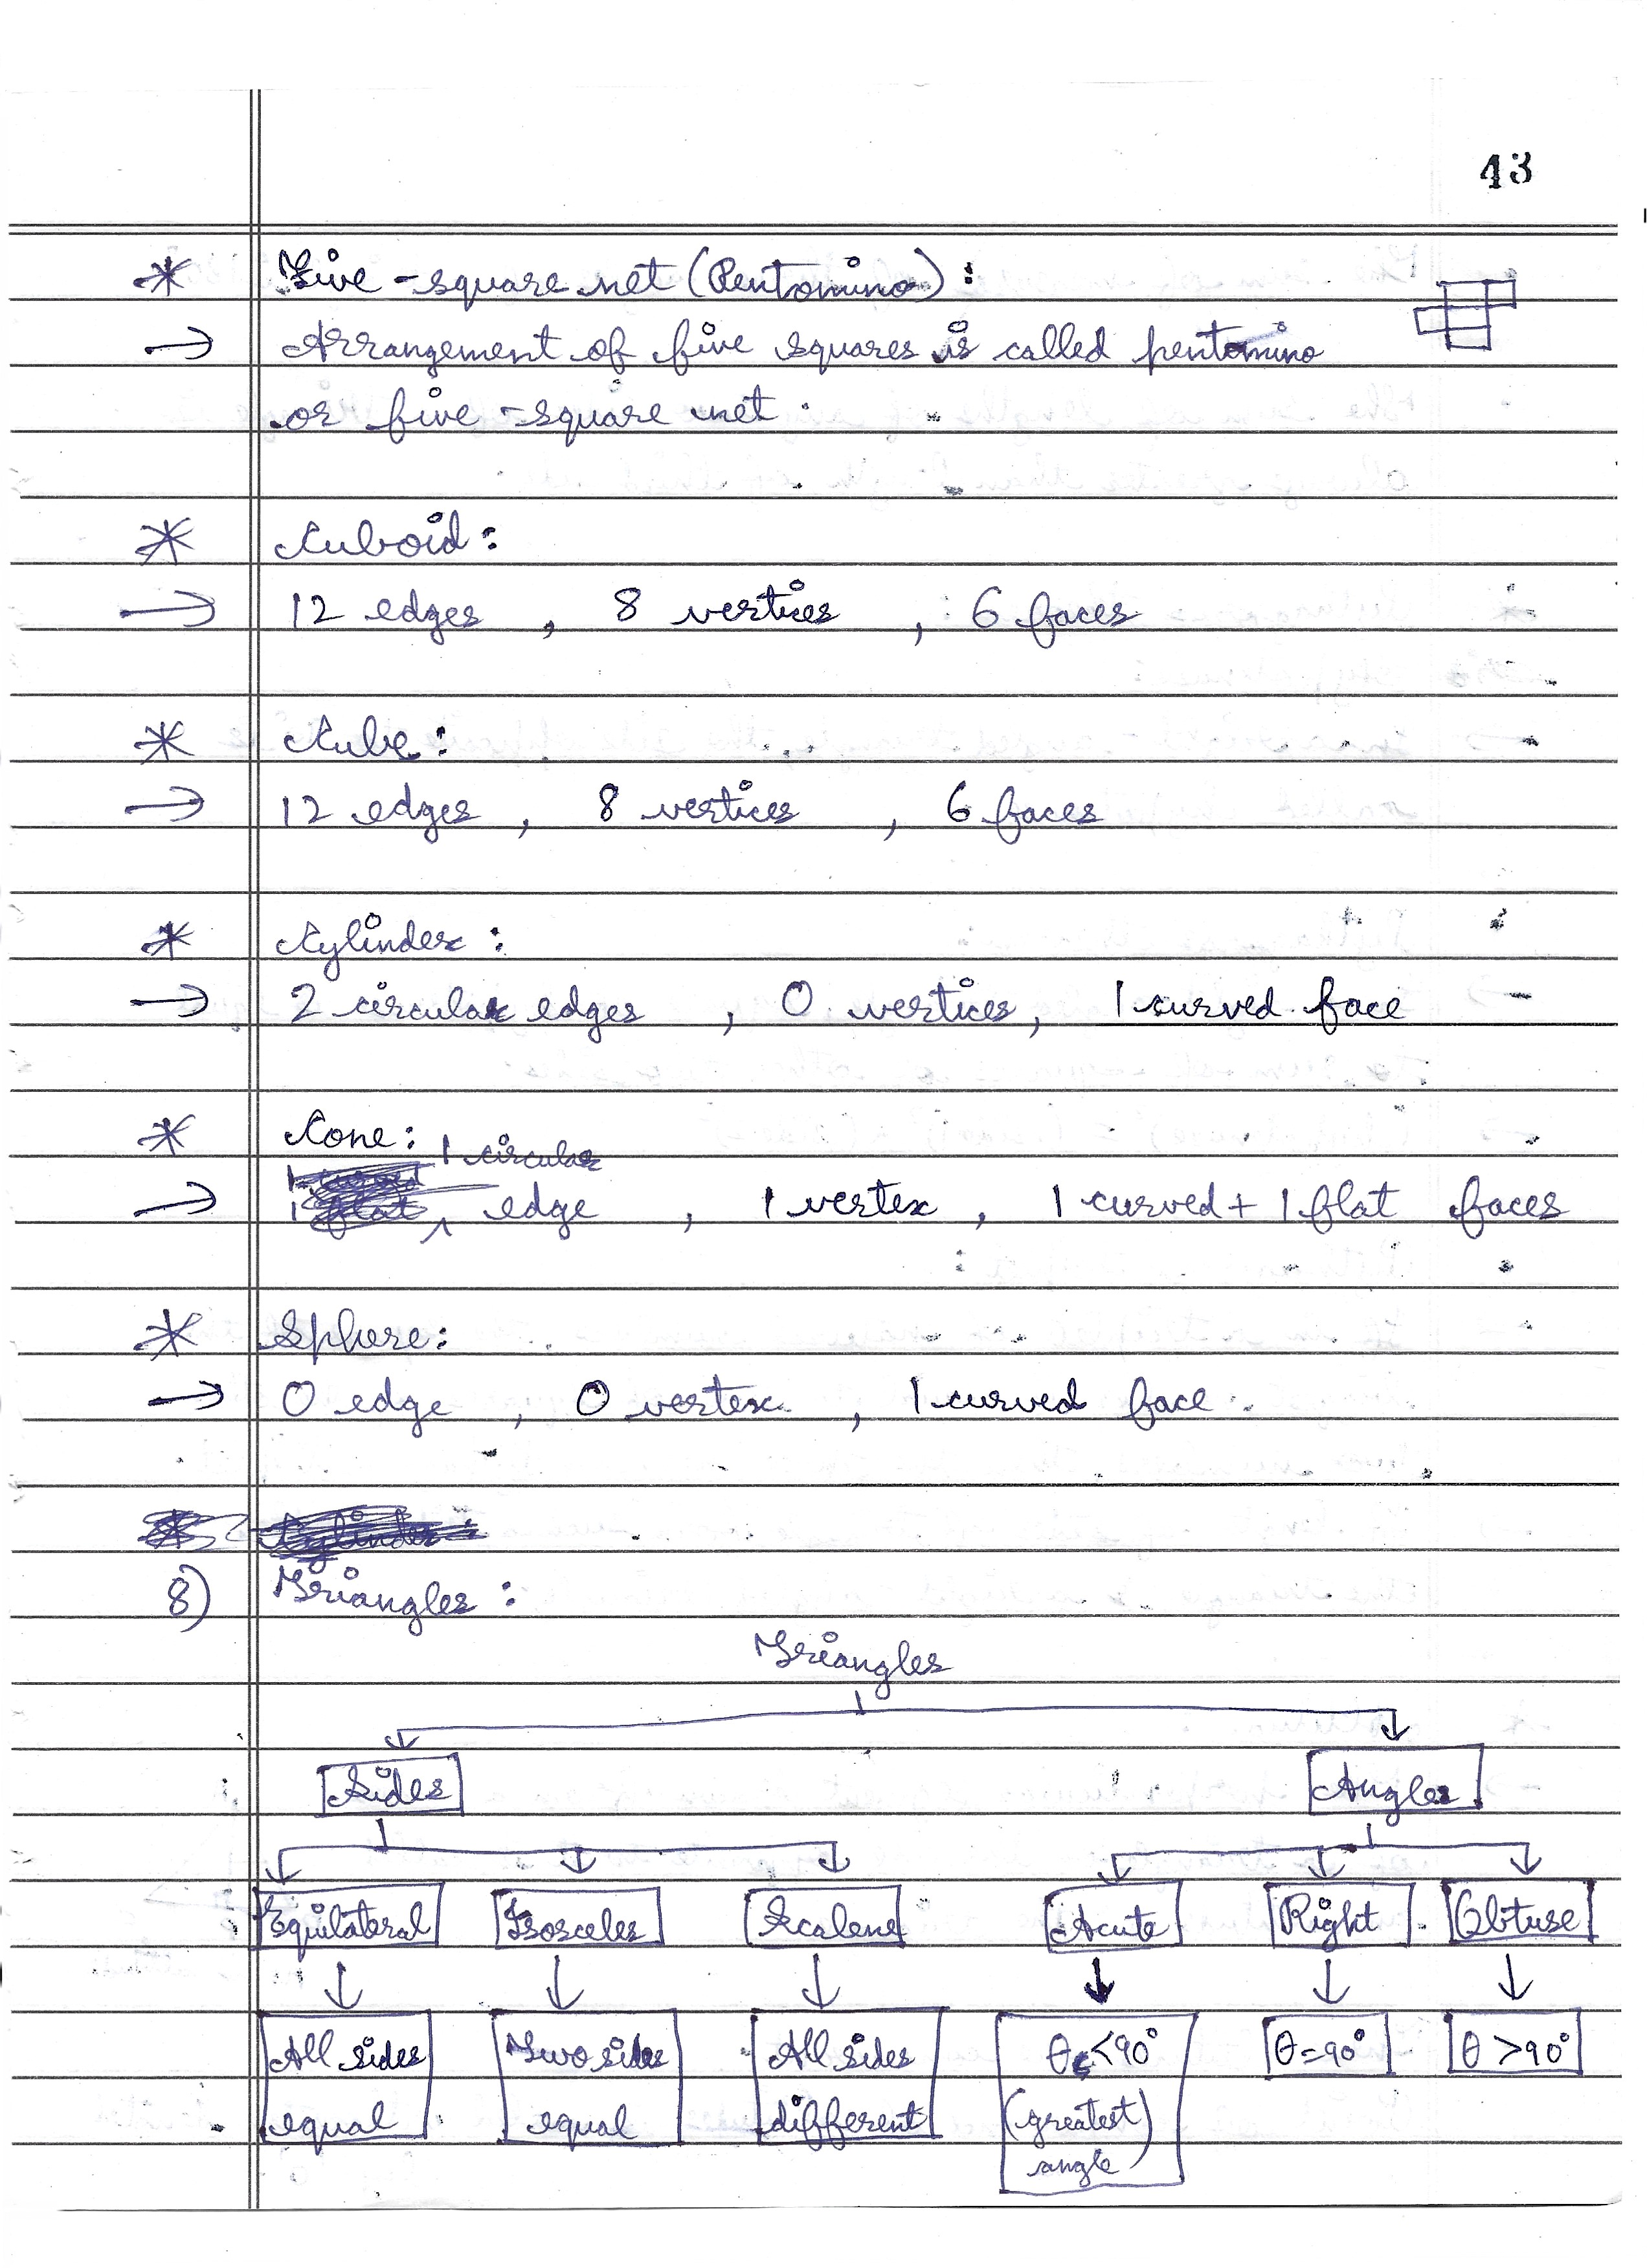 43
* Five-square net (Pentomino):
→ Arrangement of five squares is called pentomino
or five-square net.
* Cuboid:
→ 12 edges, 8 vertices, 6 faces
* Cube:
→ 12 edges, 8 vertices, 6 faces
* Cylinder:
→ 2 circular edges, 0 vertices, 1 curved face
* Cone:
1 circular
→ edge, 1 vertex, 1 curved + 1 flat faces
* Sphere:
→ 0 edge, 0 vertex, 1 curved face.
8) Triangles:
Triangles
Sides Angles
Equilateral Isosceles Scalene Acute Right Obtuse
All sides Two sides All sides θ<90° θ=90° θ>90°
equal equal different (greatest)
angle